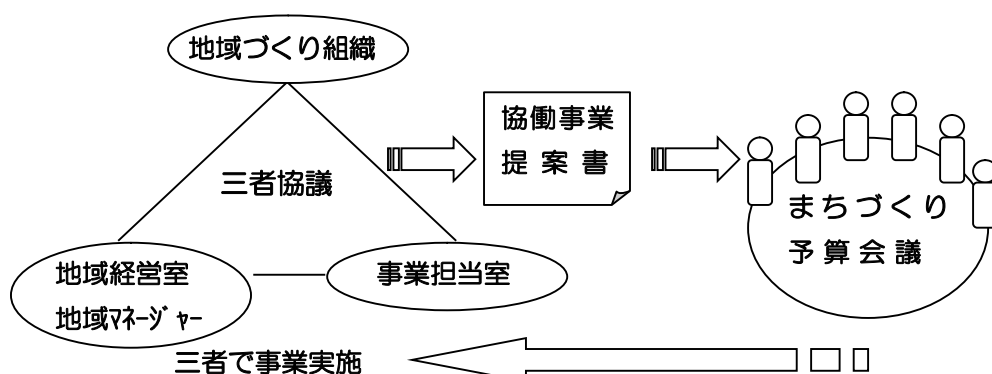 地域づくり組織
協働事業
提案書
三者協議
まちづくり
予算会議
地域経営室
地域ﾏﾈｰｼﾞｬｰ
事業担当室
三者で事業実施